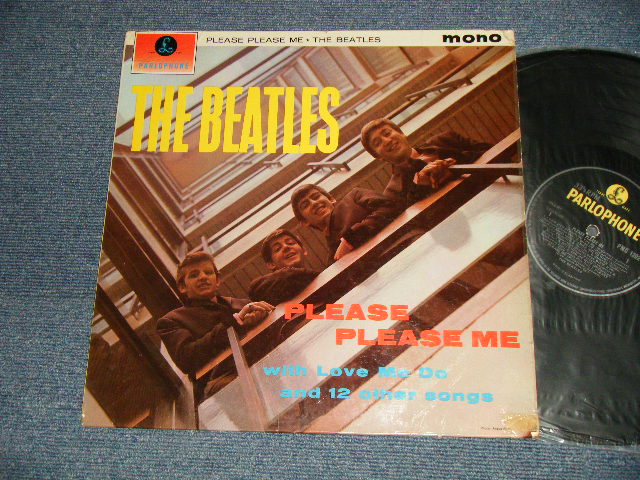 PARLOPHONE
PLEASE PLEASE ME • THE BEATLES
mono
THE BEATLES
PLEASE
PLEASE ME
with Love Me Do
and 12 other songs
PARLOPHONE